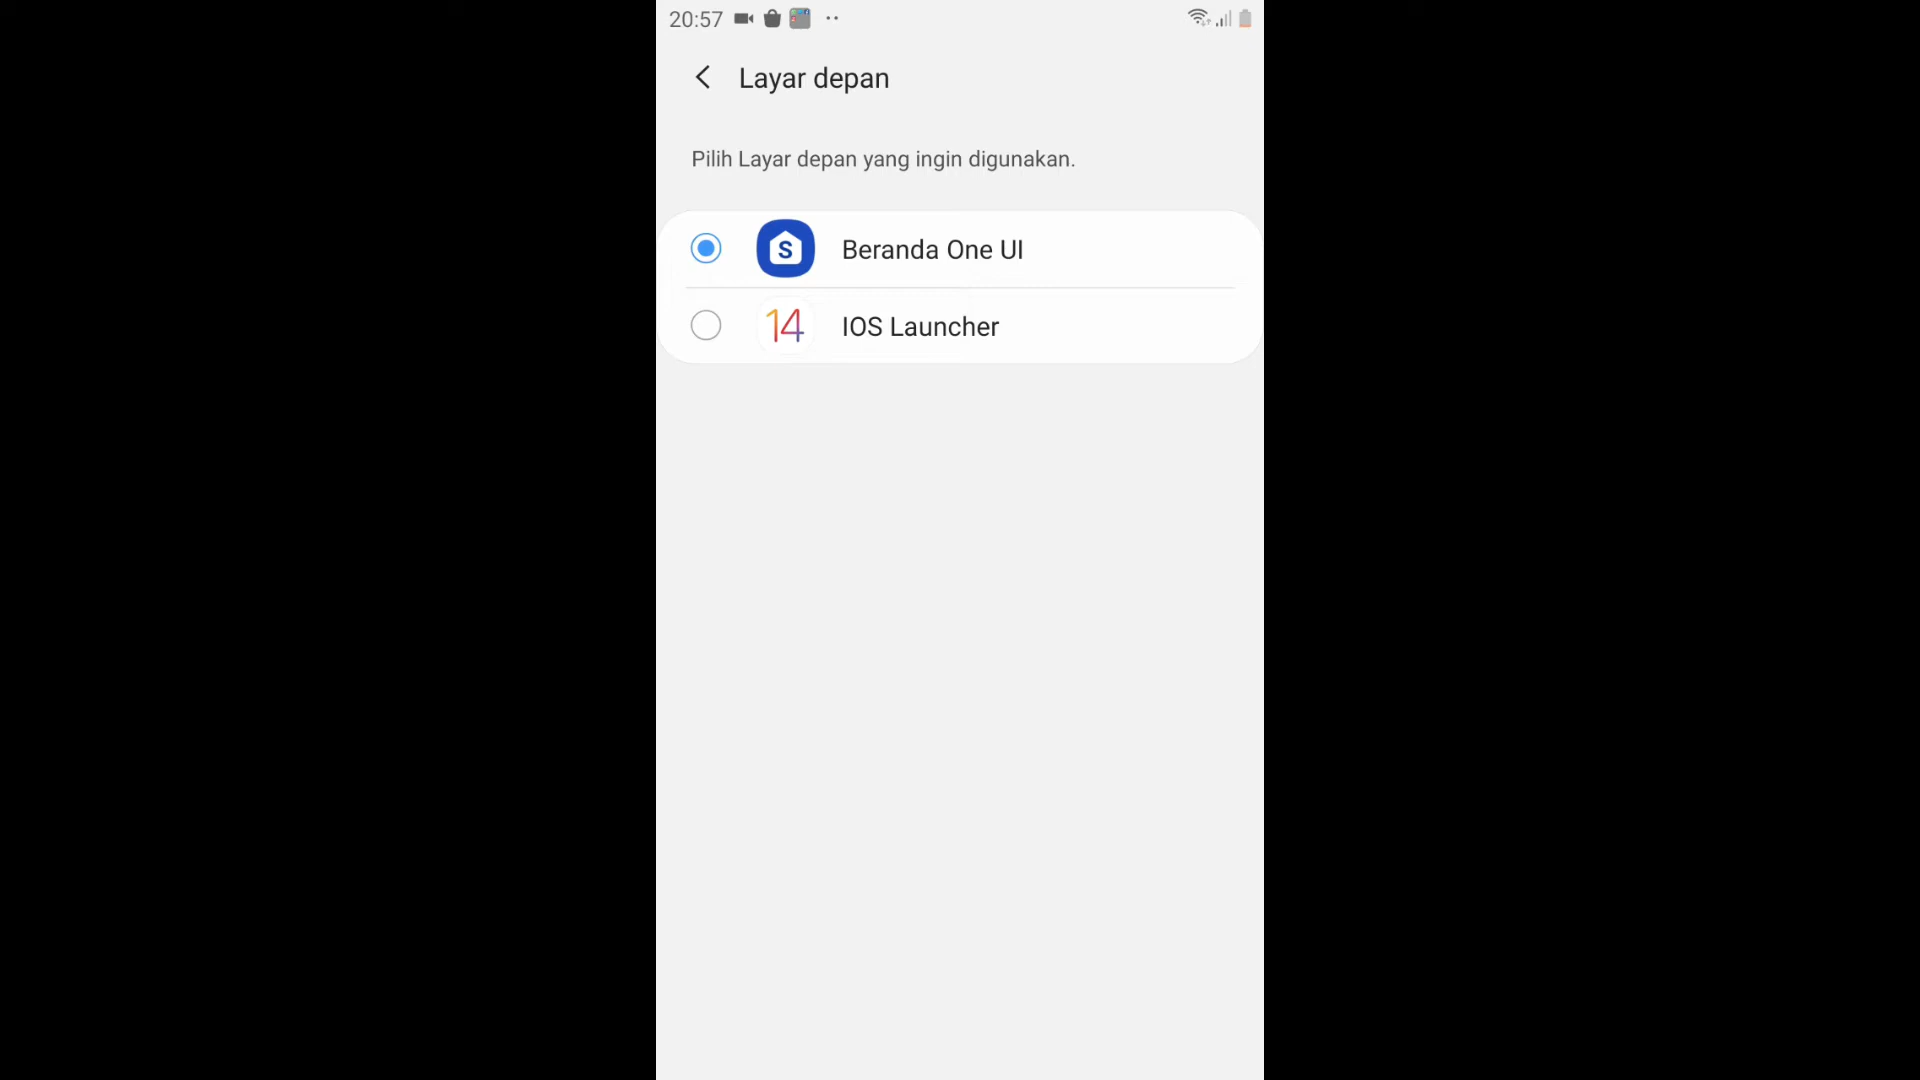 20:57
Layar depan
Pilih Layar depan yang ingin digunakan.
S
Beranda One UI
14
IOS Launcher